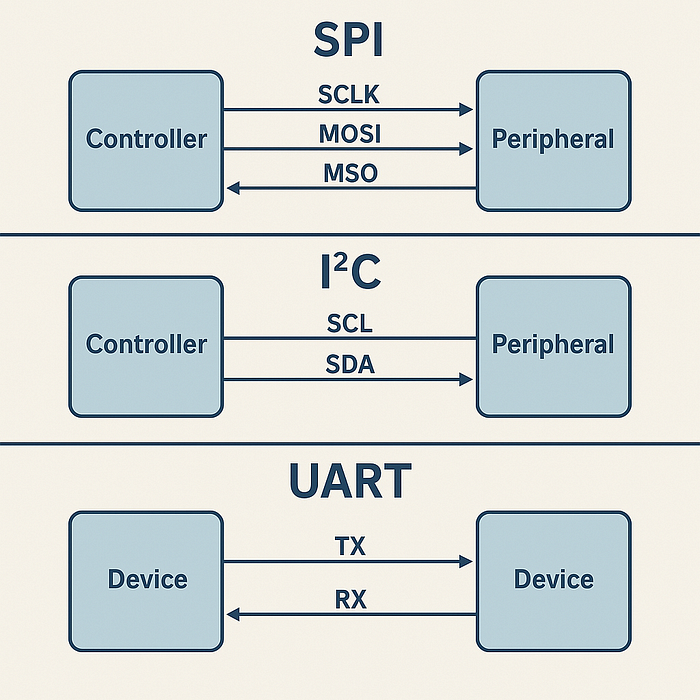 SPI
Controller
SCLK
MOSI
MSO
Peripheral
I²C
Controller
SCL
SDA
Peripheral
UART
Device
TX
RX
Device